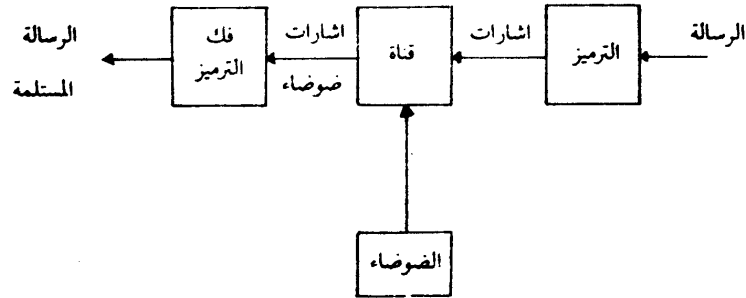 الرسالة
الترميز
اشارات
قناة
اشارات
ضوضاء
فك
الترميز
الرسالة
المستلمة
الضوضاء